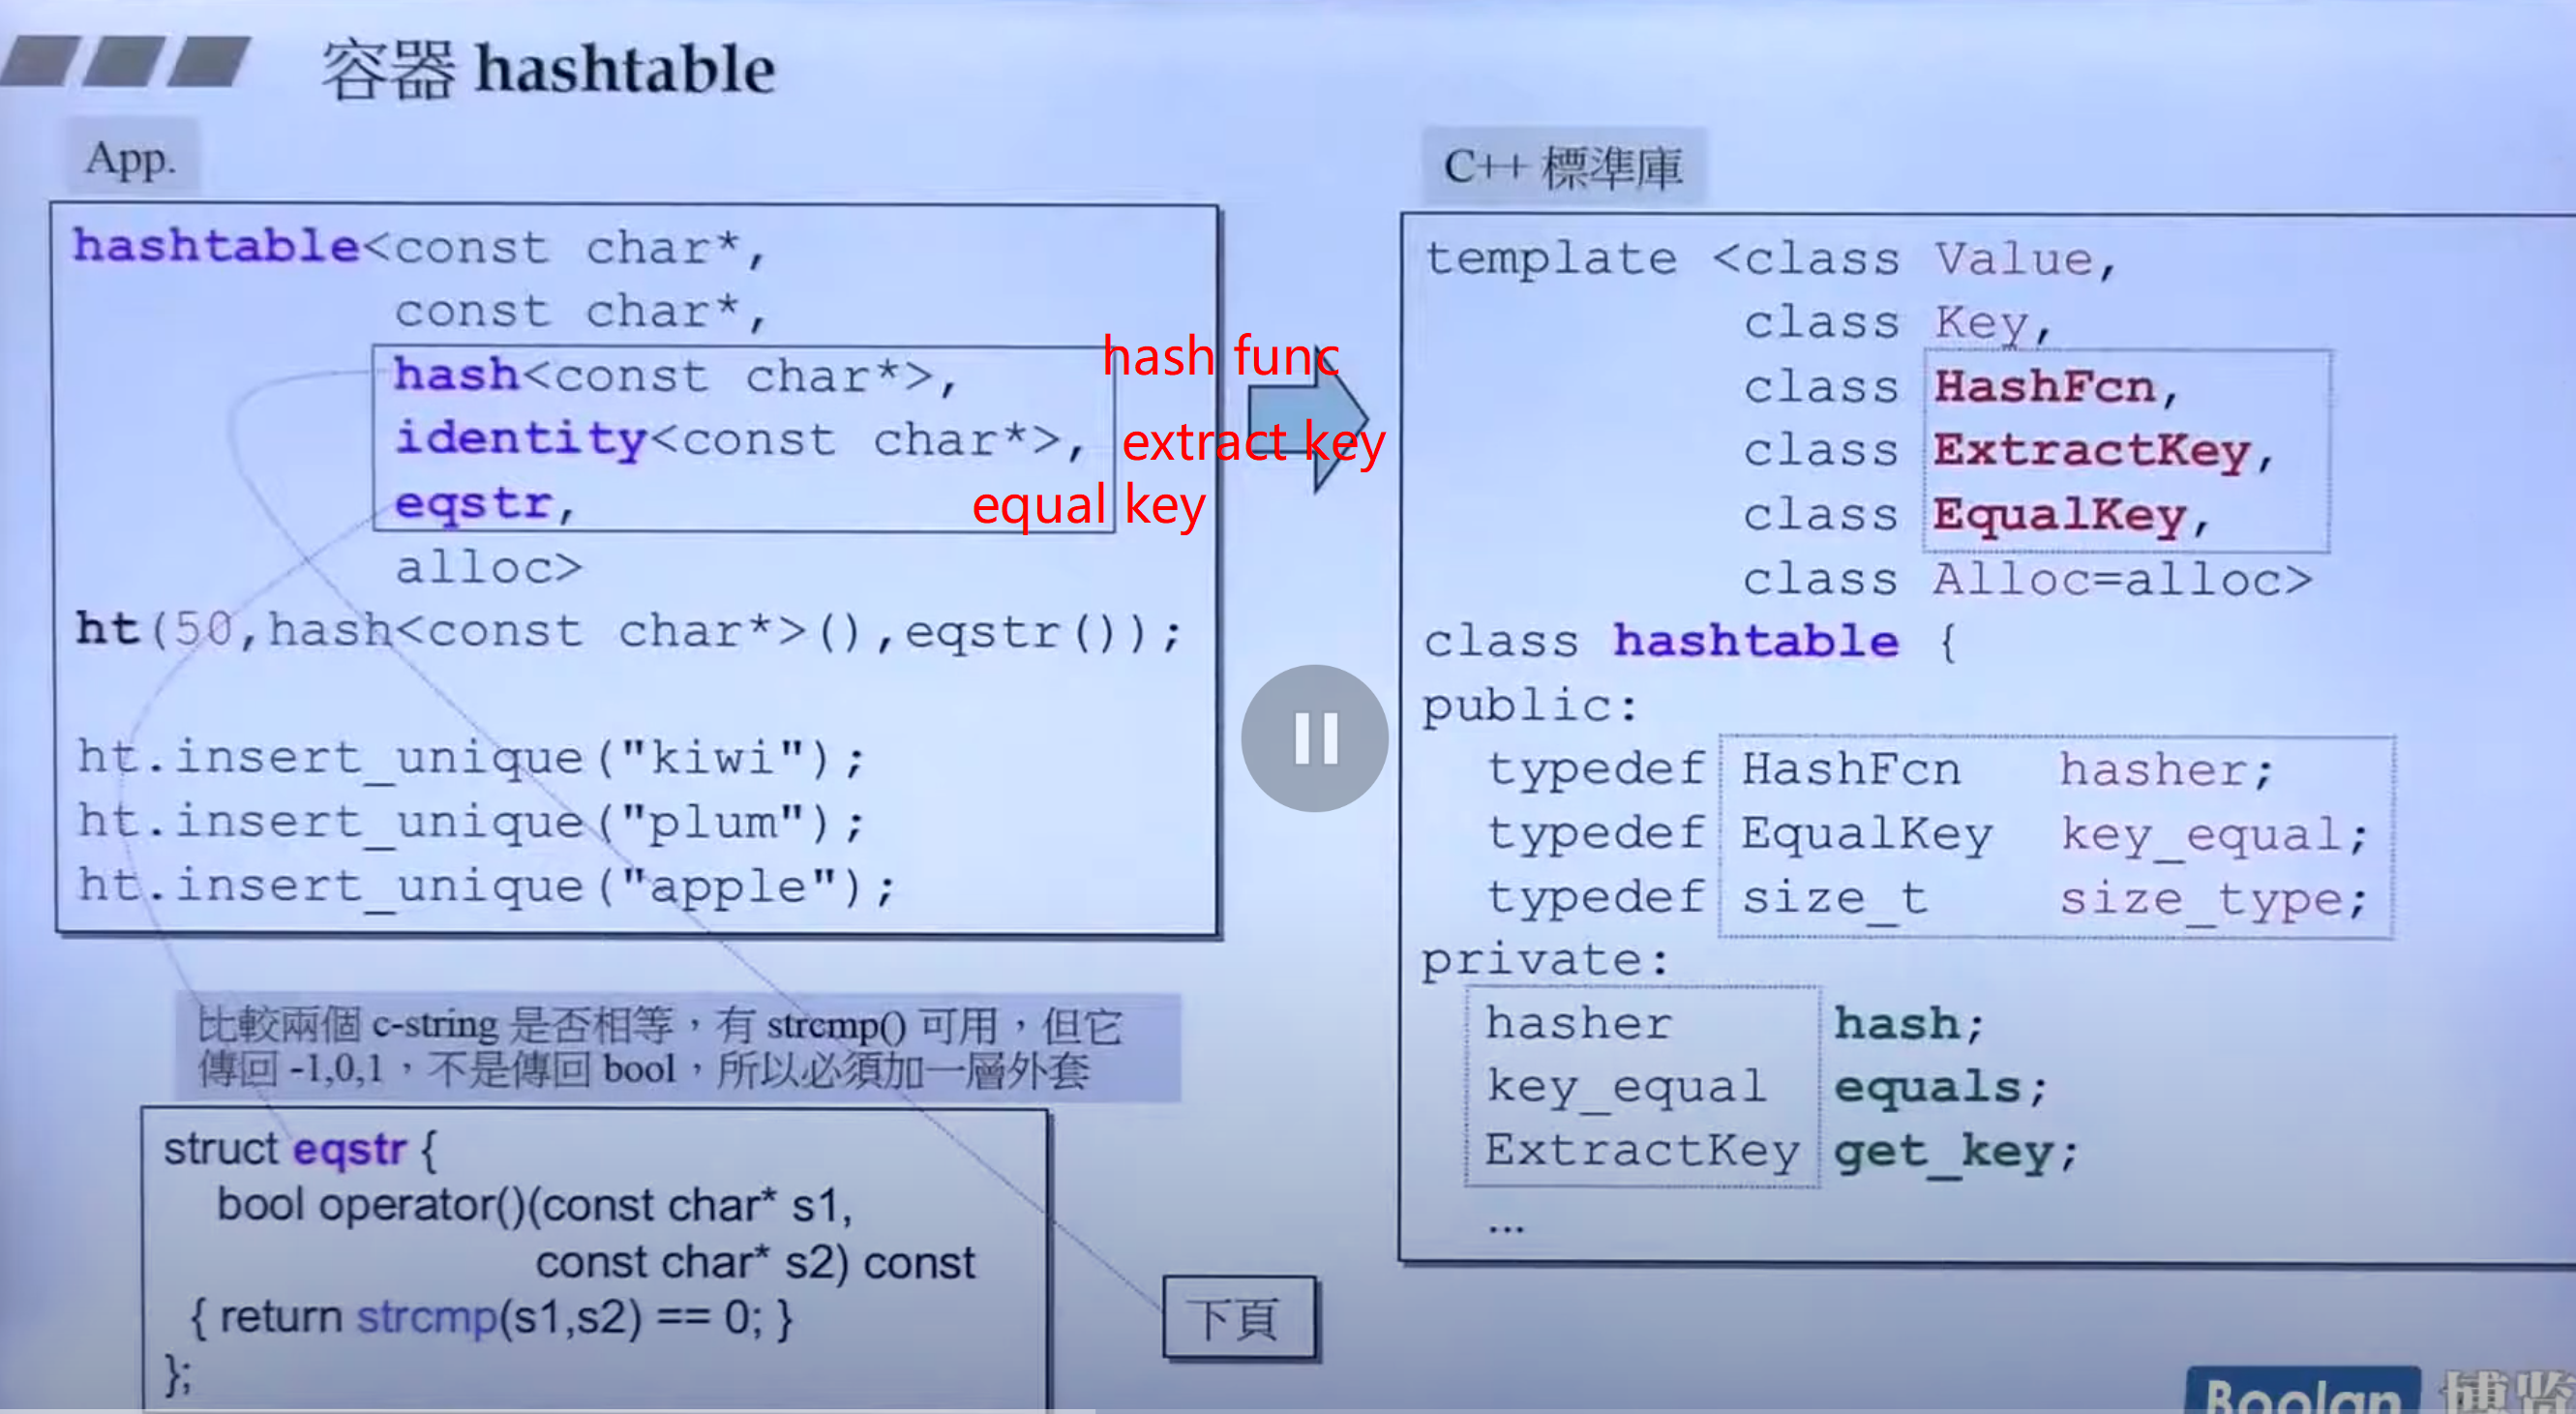 容器 hashtable
App.
hashtable<const char*,
const char*,
hash<const char*>,
hash func
identity<const char*>,
extract key
eqstr,
equal key
alloc>
ht(50,hash<const char*>(),eqstr());
ht.insert_unique("kiwi");
ht.insert_unique("plum");
ht.insert_unique("apple");
比較兩個 c-string 是否相等，有 strcmp() 可用，但它
傳回 -1,0,1，不是傳回 bool，所以必須加一層外套
struct eqstr {
bool operator()(const char* s1,
const char* s2) const
{ return strcmp(s1,s2) == 0; }
};
下頁
C++ 標準庫
template <class Value,
class Key,
class HashFcn,
class ExtractKey,
class EqualKey,
class Alloc=alloc>
class hashtable {
public:
typedef HashFcn hasher;
typedef EqualKey key_equal;
typedef size_t size_type;
private:
hasher hash;
key_equal equals;
ExtractKey get_key;
...
Boolan